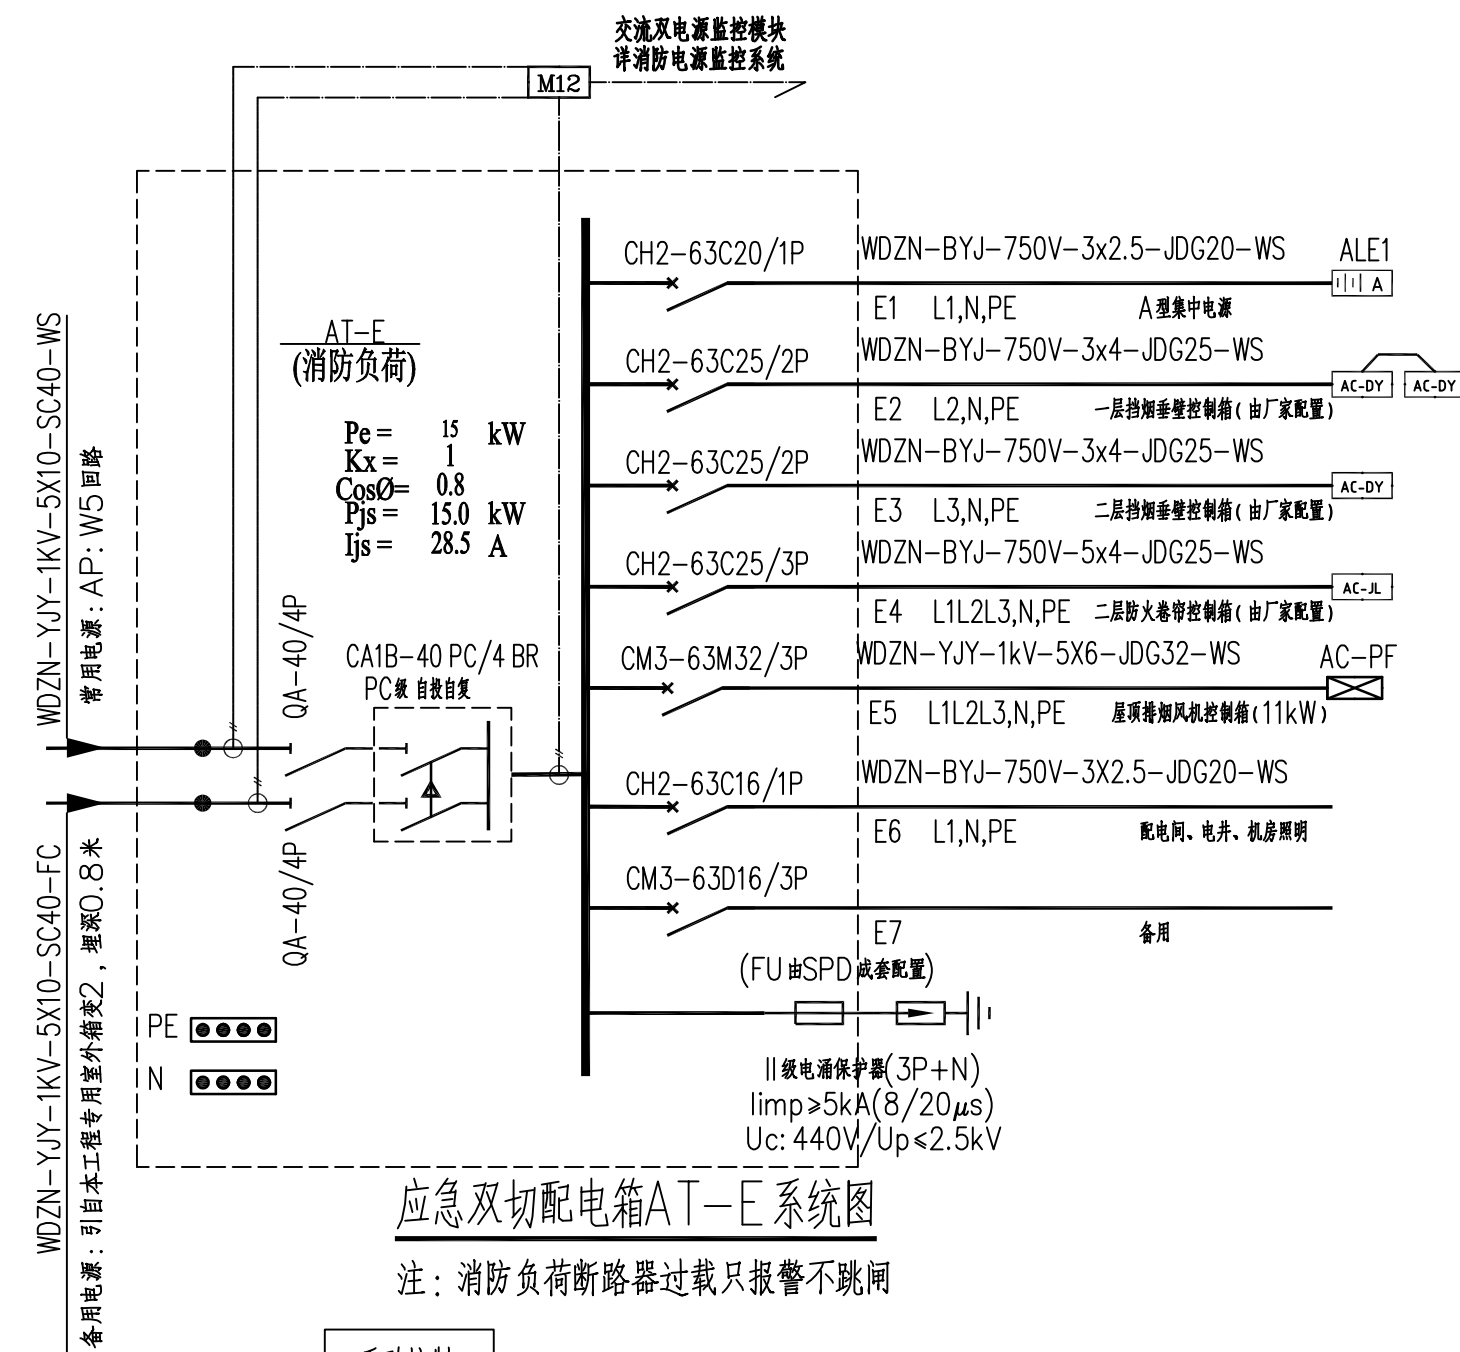 交流双电源监控模块
详消防电源监控系统
M12
CH2-63C20/1P
WDZN-BYJ-750V-3x2.5-JDG20-WS
ALE1
E1 L1,N,PE A型集中电源
A
AT-E
(消防负荷)
CH2-63C25/2P
WDZN-BYJ-750V-3x4-JDG25-WS
AC-DY
AC-DY
E2 L2,N,PE 一层挡烟垂壁控制箱(由厂家配置)
Pe= 15 kW
Kx= 1
CosØ= 0.8
Pjs= 15.0 kW
Ijs= 28.5 A
CH2-63C25/2P
WDZN-BYJ-750V-3x4-JDG25-WS
AC-DY
E3 L3,N,PE 二层挡烟垂壁控制箱(由厂家配置)
CH2-63C25/3P
WDZN-BYJ-750V-5x4-JDG25-WS
AC-JL
E4 L1L2L3,N,PE 二层防火卷帘控制箱(由厂家配置)
WDZN-YJY-1KV-5X10-SC40-WS
常用电源:AP:W5回路
QA-40/4P
CA1B-40 PC/4 BR
PC级 自投自复
CM3-63M32/3P
WDZN-YJY-1kV-5X6-JDG32-WS
AC-PF
E5 L1L2L3,N,PE 屋顶排烟风机控制箱(11kW)
CH2-63C16/1P
WDZN-BYJ-750V-3X2.5-JDG20-WS
E6 L1,N,PE 配电间、电井、机房照明
QA-40/4P
WDZN-YJY-1KV-5X10-SC40-FC
备用电源:引自本工程专用室外箱变2,埋深0.8米
CM3-63D16/3P
E7 备用
(FU由SPD成套配置)
PE
N
II级电涌保护器(3P+N)
Iimp≥5kA(8/20μs)
Uc:440V/Up≤2.5kV
应急双切配电箱AT-E系统图
注:消防负荷断路器过载只报警不跳闸